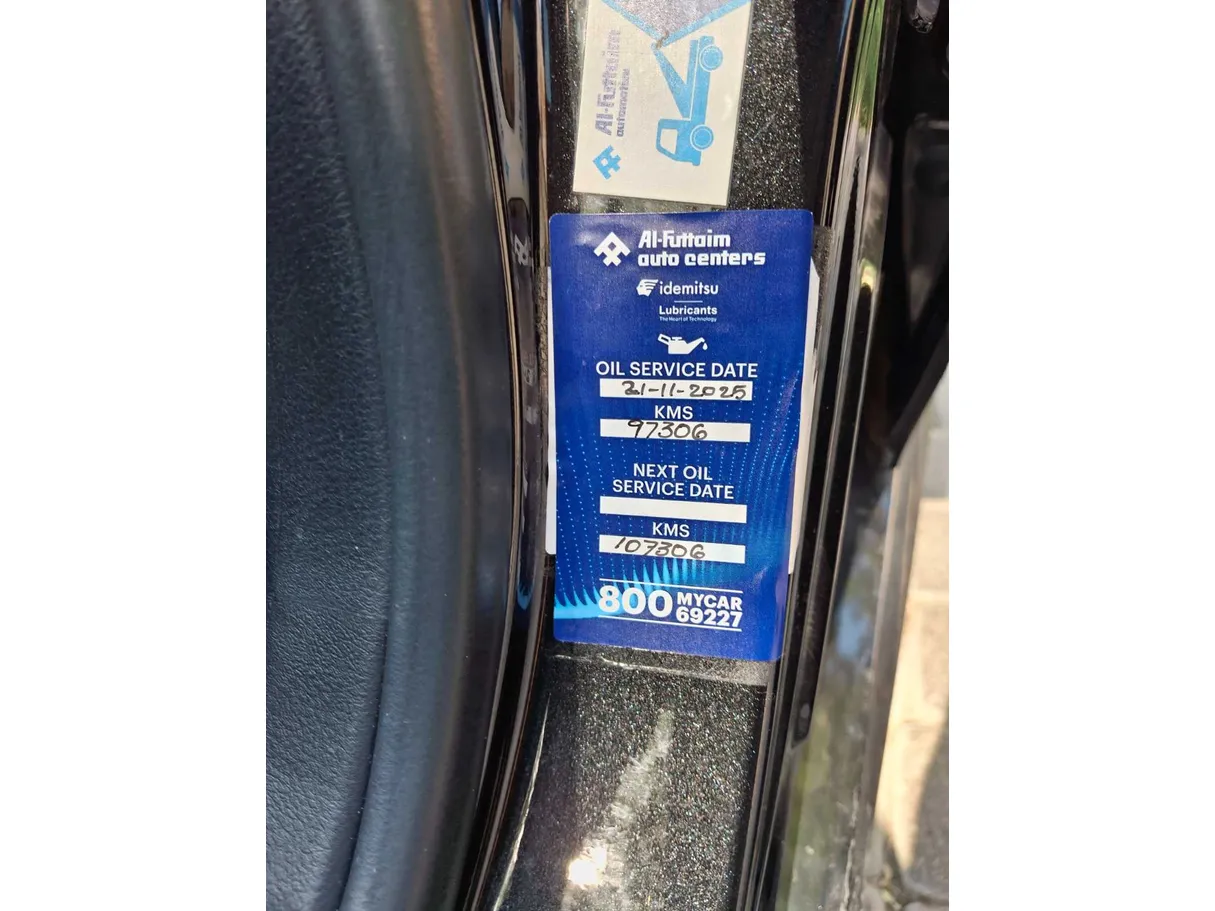 Al-Futtaim
automotive
Al-Futtaim
auto centers
idemitsu
Lubricants
The Heart of Technology
OIL SERVICE DATE
21-11-2025
KMS
97306
NEXT OIL
SERVICE DATE
KMS
107306
800 MYCAR
69227